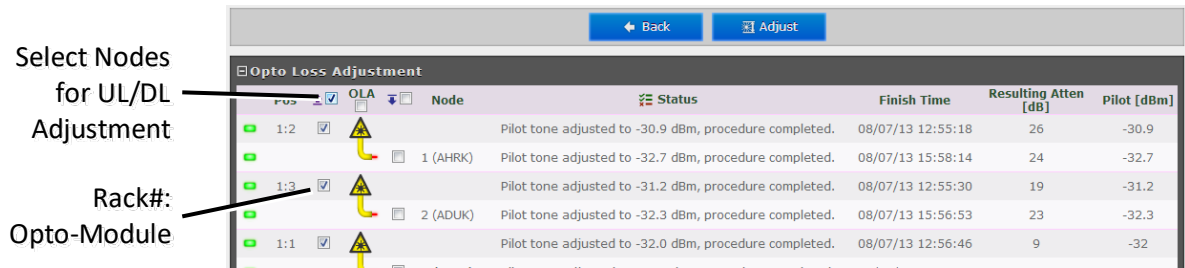 Back Adjust
Select Nodes
for UL/DL
Adjustment
Rack#:
Opto-Module
Opto Loss Adjustment
Pos OLA Node Status Finish Time Resulting Atten [dB] Pilot [dBm]
1:2 Pilot tone adjusted to -30.9 dBm, procedure completed. 08/07/13 12:55:18 26 -30.9
1 (AHRK) Pilot tone adjusted to -32.7 dBm, procedure completed. 08/07/13 15:58:14 24 -32.7
1:3 Pilot tone adjusted to -31.2 dBm, procedure completed. 08/07/13 12:55:30 19 -31.2
2 (ADUK) Pilot tone adjusted to -32.3 dBm, procedure completed. 08/07/13 15:56:53 23 -32.3
1:1 Pilot tone adjusted to -32.0 dBm, procedure completed. 08/07/13 12:56:46 9 -32